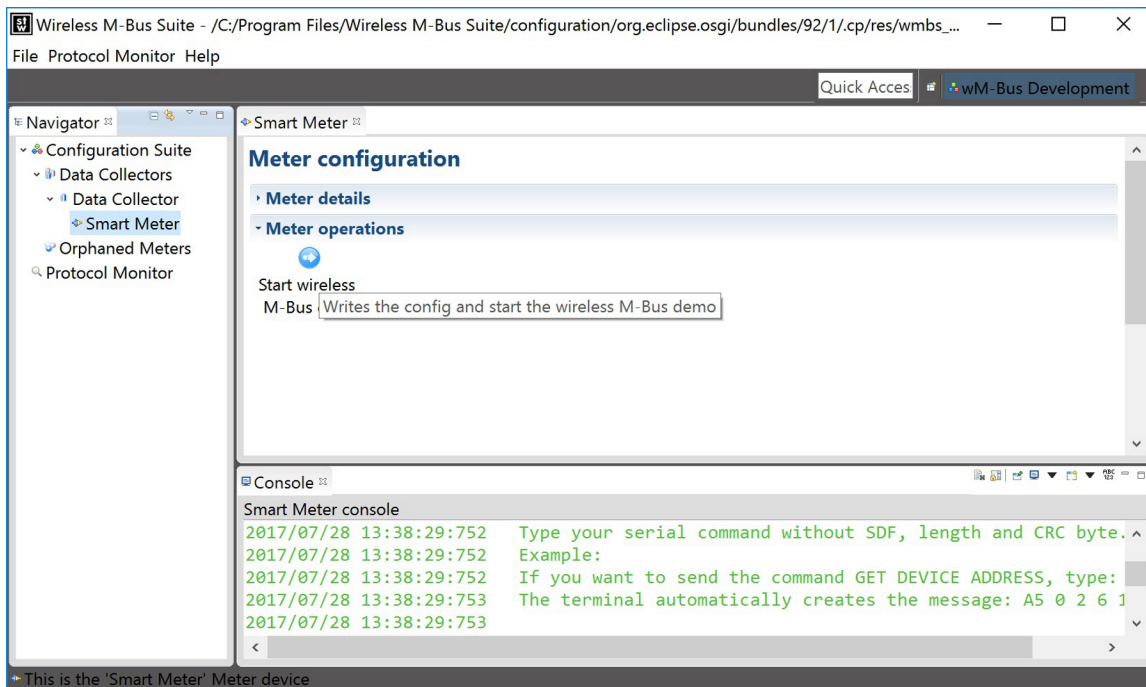 Wireless M-Bus Suite - /C:/Program Files/Wireless M-Bus Suite/configuration/org.eclipse.osgi/bundles/92/1/.cp/res/wmbs_...
File Protocol Monitor Help
Quick Acces
wM-Bus Development
Navigator
Configuration Suite
Data Collectors
Data Collector
Smart Meter
Orphaned Meters
Protocol Monitor
Smart Meter
Meter configuration
Meter details
Meter operations
Start wireless
M-Bus
Writes the config and start the wireless M-Bus demo
Console
Smart Meter console
2017/07/28 13:38:29:752 Type your serial command without SDF, length and CRC byte.
2017/07/28 13:38:29:752 Example:
2017/07/28 13:38:29:752 If you want to send the command GET DEVICE ADDRESS, type:
2017/07/28 13:38:29:753 The terminal automatically creates the message: A5 0 2 6 1
2017/07/28 13:38:29:753
This is the 'Smart Meter' Meter device